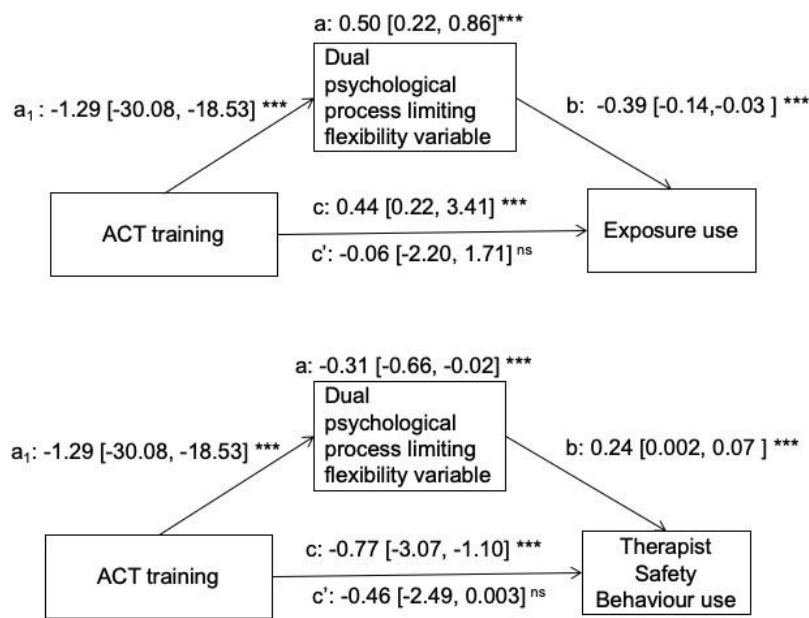 a: 0.50 [0.22, 0.86]***
Dual
psychological
process limiting
flexibility variable
a₁ : -1.29 [-30.08, -18.53] ***
b: -0.39 [-0.14,-0.03 ] ***
ACT training
c: 0.44 [0.22, 3.41] ***
c': -0.06 [-2.20, 1.71] ns
Exposure use
a: -0.31 [-0.66, -0.02] ***
Dual
psychological
process limiting
flexibility variable
a₁: -1.29 [-30.08, -18.53] ***
b: 0.24 [0.002, 0.07 ] ***
ACT training
c: -0.77 [-3.07, -1.10] ***
c': -0.46 [-2.49, 0.003] ns
Therapist
Safety
Behaviour use